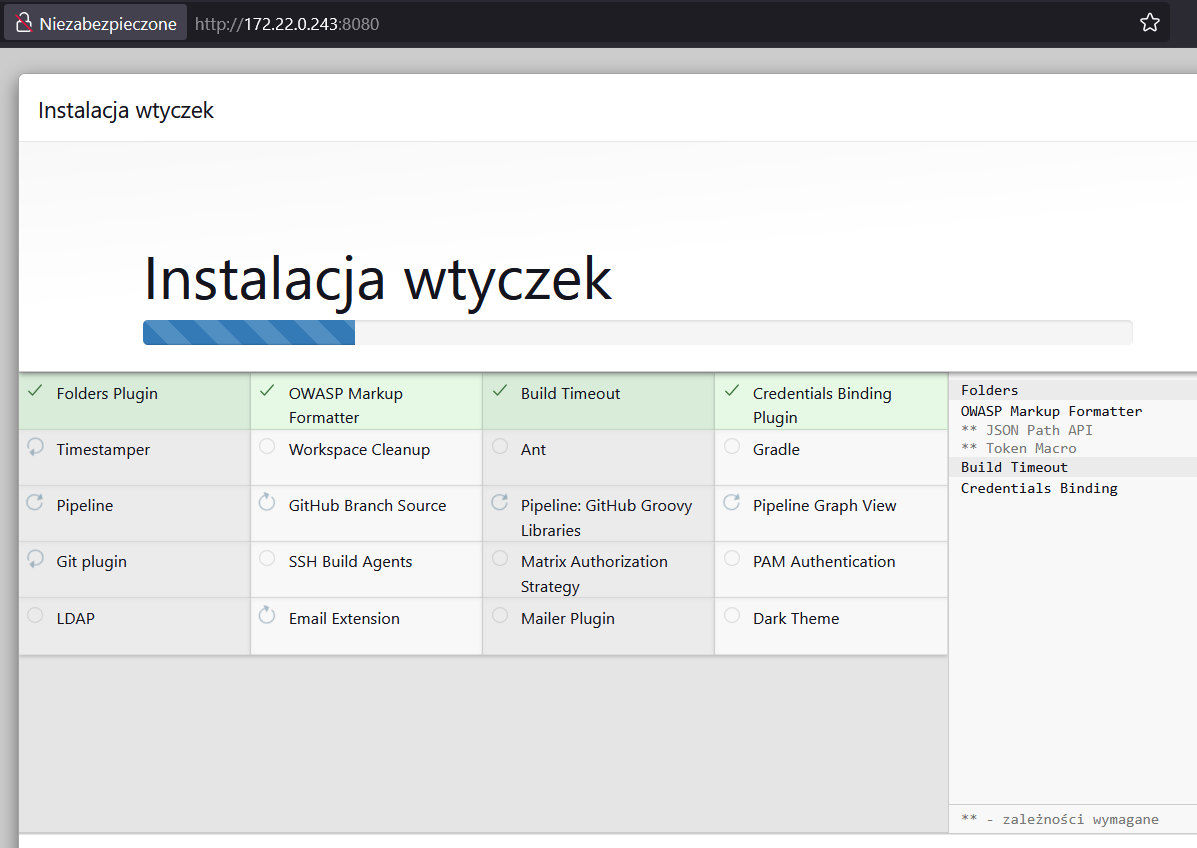 Niezabezpieczone http://172.22.0.243:8080
Instalacja wtyczek
Instalacja wtyczek
Folders Plugin
OWASP Markup
Formatter
Build Timeout
Credentials Binding
Plugin
Timestamper
Workspace Cleanup
Ant
Gradle
Pipeline
GitHub Branch Source
Pipeline: GitHub Groovy
Libraries
Pipeline Graph View
Git plugin
SSH Build Agents
Matrix Authorization
Strategy
PAM Authentication
LDAP
Email Extension
Mailer Plugin
Dark Theme
Folders
OWASP Markup Formatter
** JSON Path API
** Token Macro
Build Timeout
Credentials Binding
** - zależności wymagane